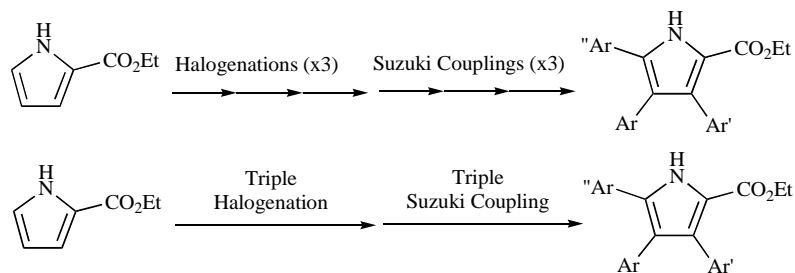 H
N
CO2Et
Halogenations (x3)
Suzuki Couplings (x3)
H
N
"Ar
CO2Et
Ar
Ar'
H
N
CO2Et
Triple
Halogenation
Triple
Suzuki Coupling
H
N
"Ar
CO2Et
Ar
Ar'